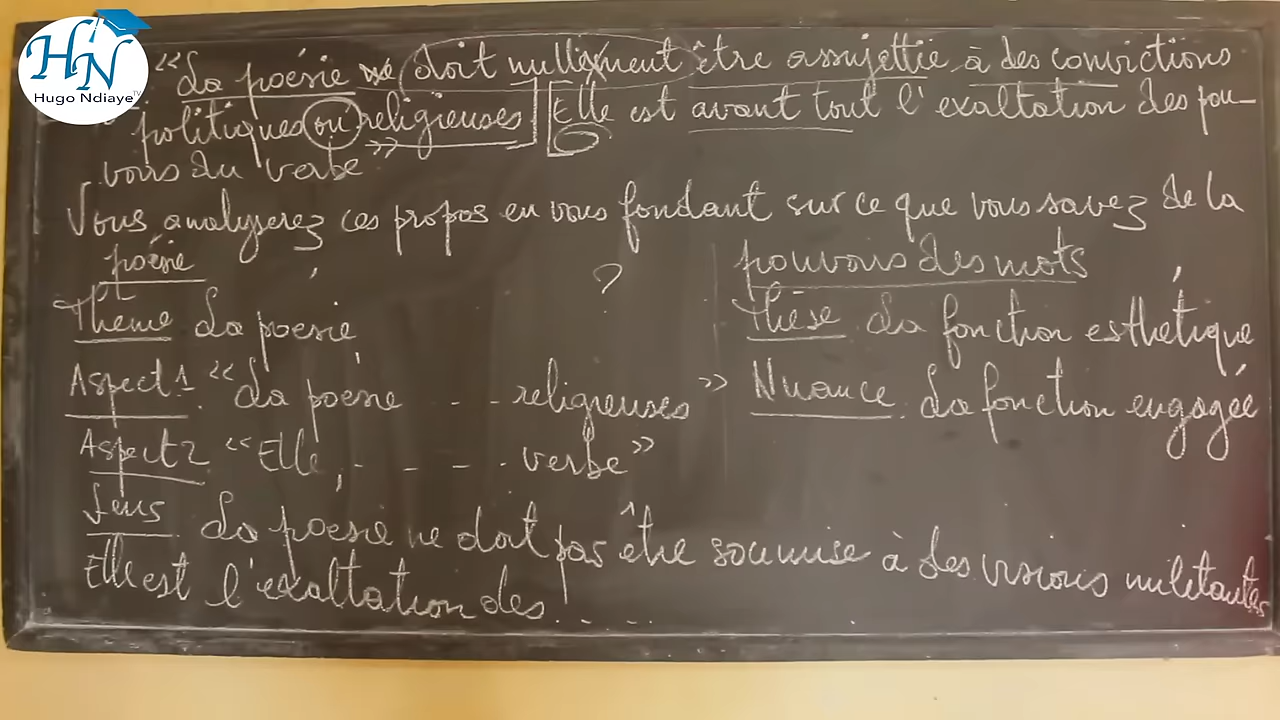 HN
Hugo Ndiaye TV
"La poésie ne doit nullement être assujettie à des convictions
politiques ou religieuses. Elle est avant tout l'exaltation des pou-
voirs du verbe"
Vous analyserez ces propos en vous fondant sur ce que vous savez de la
poésie
?
Thème La poésie
Aspect 1 "La poésie - - religieuses"
Aspect 2 "Elle - - - - verbe"
Sens La poésie ne doit pas être soumise à des visions militantes
Elle est l'exaltation des . . . .
pouvoirs des mots
Thèse La fonction esthétique
Nuance La fonction engagée